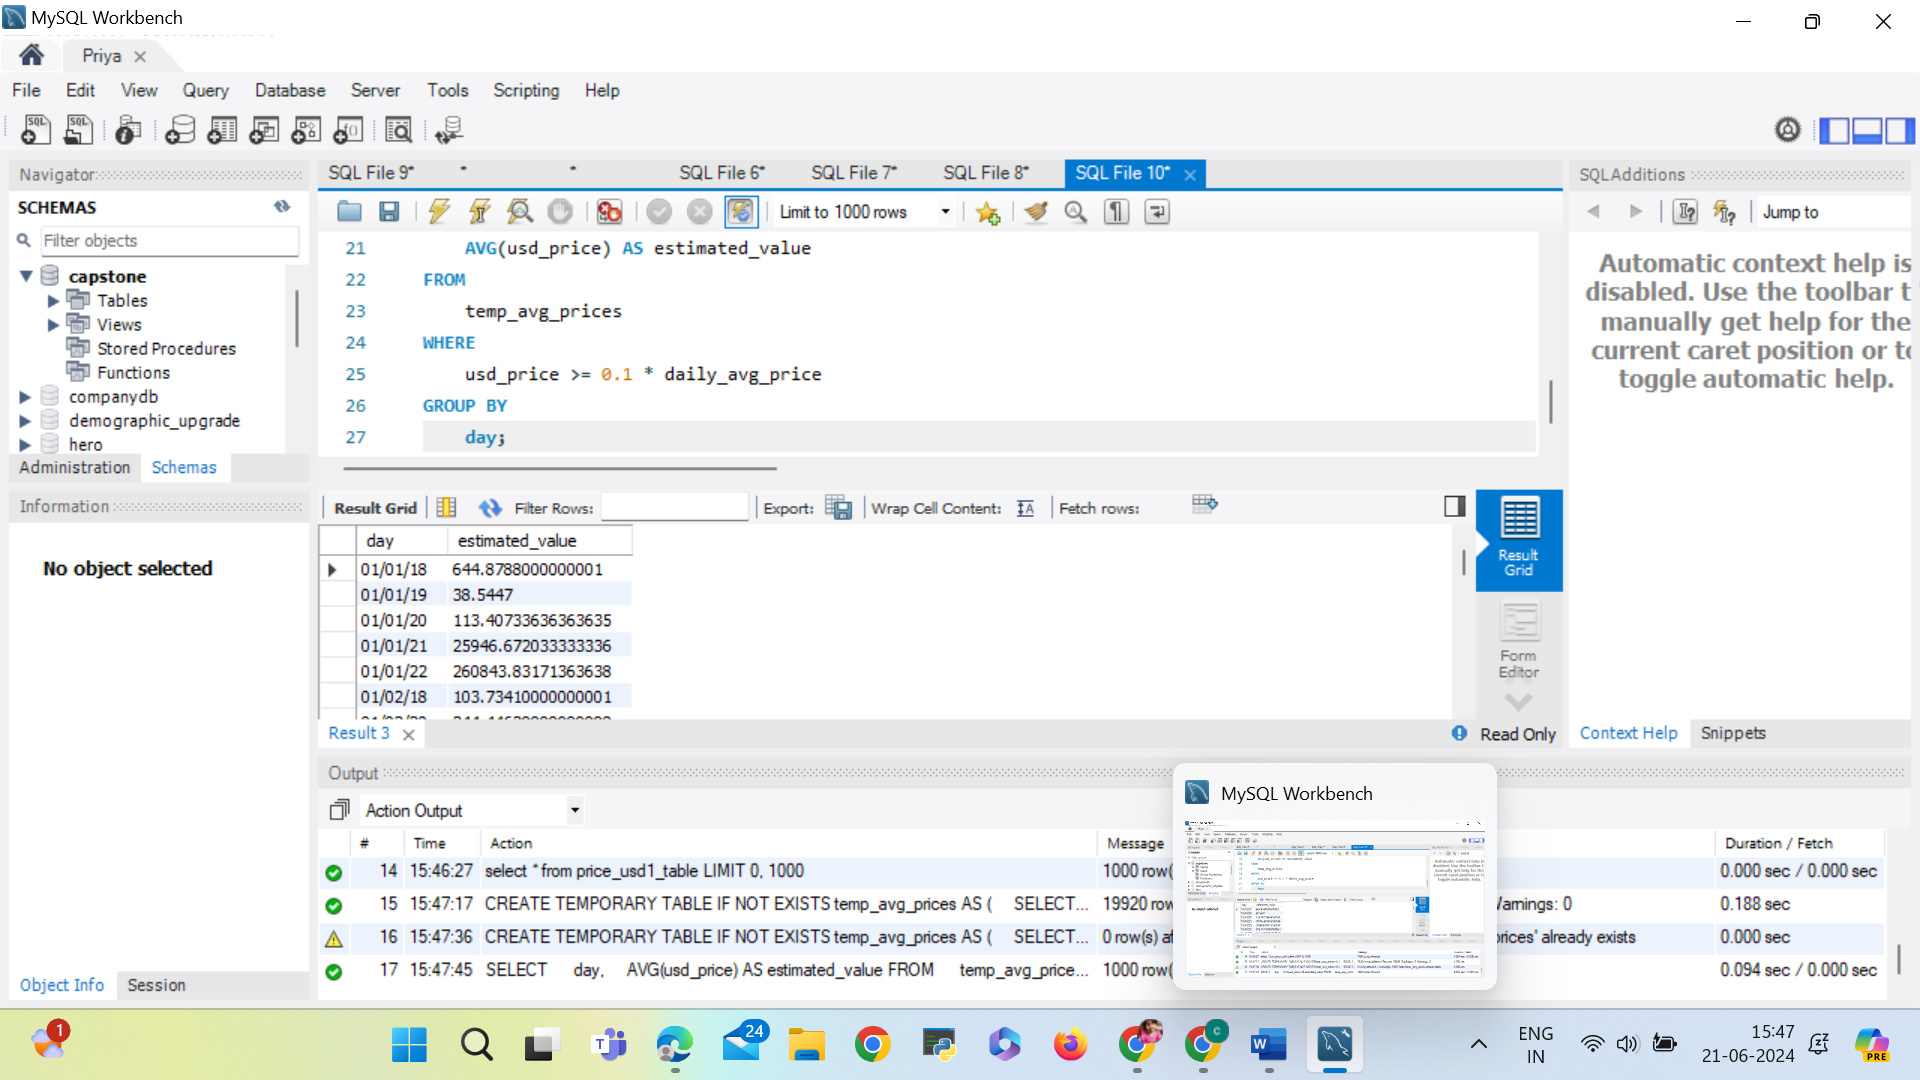 MySQL Workbench
Priya
File Edit View Query Database Server Tools Scripting Help
Navigator
SCHEMAS
Filter objects
capstone
Tables
Views
Stored Procedures
Functions
companydb
demographic_upgrade
hero
Administration Schemas
Information
No object selected
Object Info Session
SQL File 9* * * SQL File 6* SQL File 7* SQL File 8* SQL File 10*
Limit to 1000 rows
21 AVG(usd_price) AS estimated_value
22 FROM
23 temp_avg_prices
24 WHERE
25 usd_price >= 0.1 * daily_avg_price
26 GROUP BY
27 day;
Result Grid Filter Rows: Export: Wrap Cell Content: Fetch rows:
day estimated_value
01/01/18 644.8788000000001
01/01/19 38.5447
01/01/20 113.40733636363635
01/01/21 25946.672033333336
01/01/22 260843.83171363638
01/02/18 103.73410000000001
Result Grid
Form Editor
Result 3
Read Only
SQLAdditions
Jump to
Automatic context help is
disabled. Use the toolbar t
manually get help for the
current caret position or to
toggle automatic help.
Context Help Snippets
Output
Action Output
# Time Action Message Duration / Fetch
14 15:46:27 select * from price_usd1_table LIMIT 0, 1000 1000 row( 0.000 sec / 0.000 sec
15 15:47:17 CREATE TEMPORARY TABLE IF NOT EXISTS temp_avg_prices AS ( SELECT... 19920 row Warnings: 0 0.188 sec
16 15:47:36 CREATE TEMPORARY TABLE IF NOT EXISTS temp_avg_prices AS ( SELECT... 0 row(s) af prices' already exists 0.000 sec
17 15:47:45 SELECT day, AVG(usd_price) AS estimated_value FROM temp_avg_price... 1000 row( 0.094 sec / 0.000 sec
MySQL Workbench
1
24
C
ENG
IN
15:47
21-06-2024
PRE